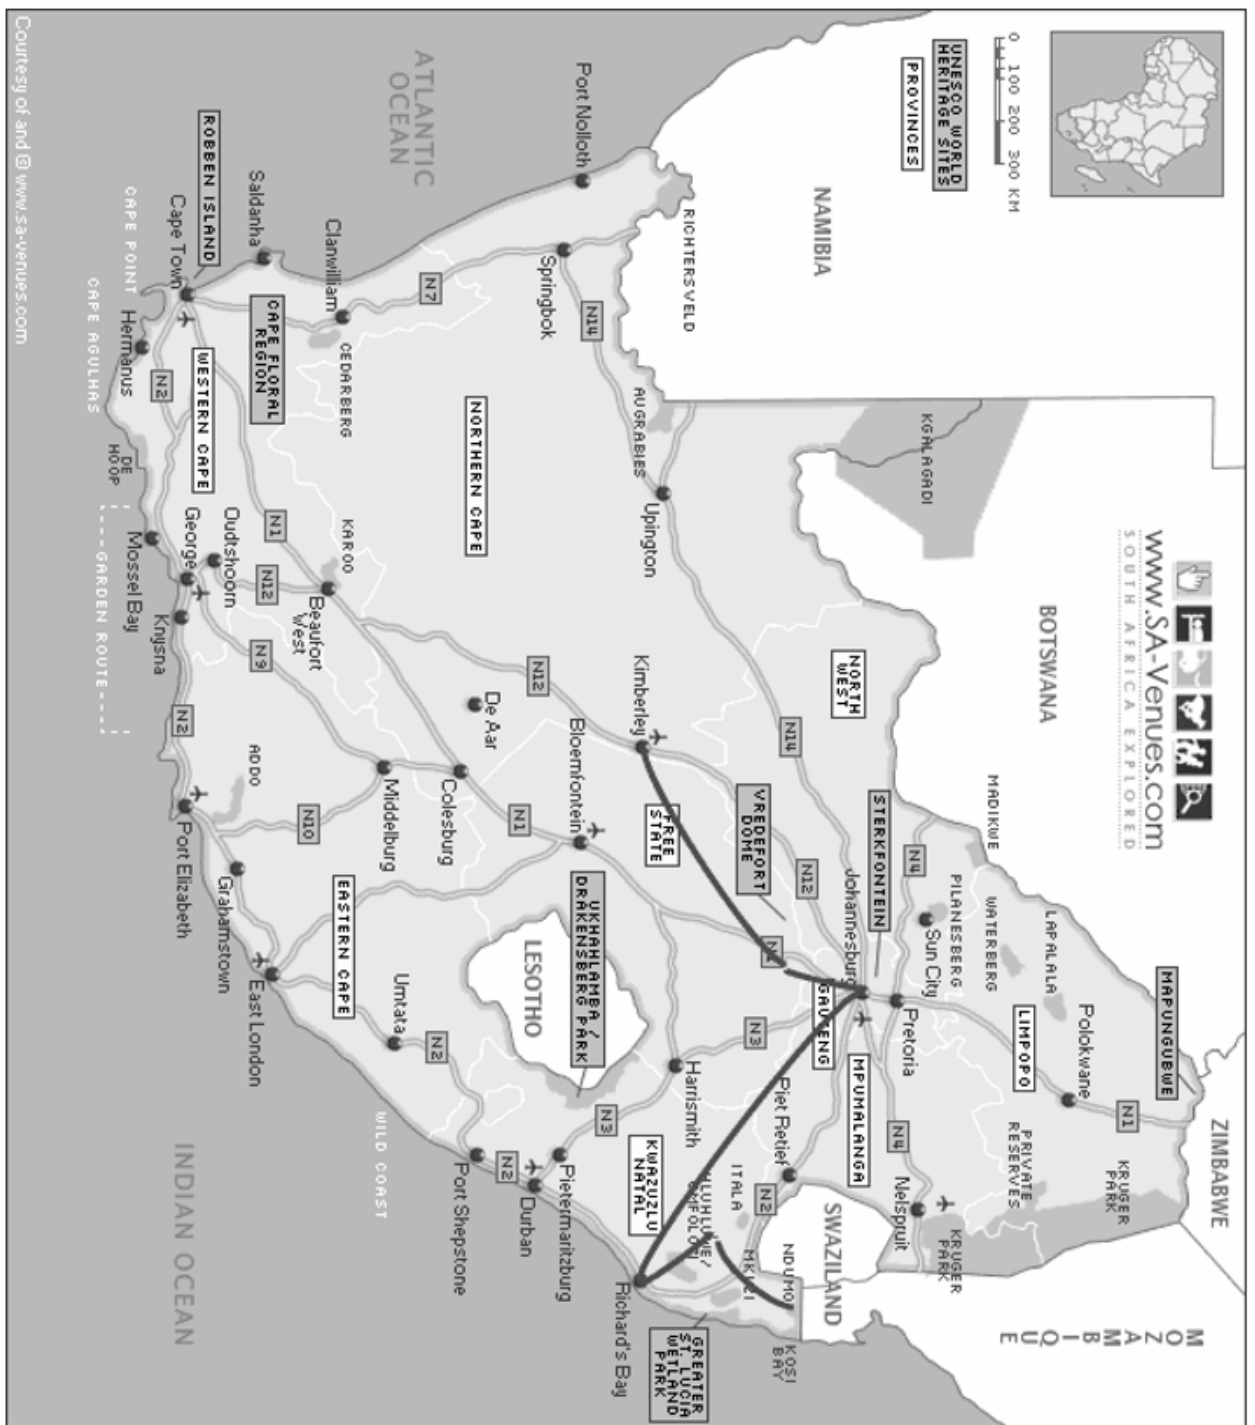 0 100 200 300 KM
UNESCO WORLD
HERITAGE SITES
PROVINCES
NAMIBIA
BOTSWANA
ZIMBABWE
MOZAMBIQUE
SWAZILAND
LESOTHO
ATLANTIC
OCEAN
INDIAN OCEAN
www.SA-Venues.com
SOUTH AFRICA EXPLORED
MAPUNGUBWE
KRUGER
PARK
N1
Polokwane
LAPALALA
LIMPOPO
PRIVATE
RESERVES
MADIKWE
WATERBERG
PILANESBERG
Sun City
Pretoria
N4
N4
Nelspruit
KRUGER
PARK
KGALAGADI
STERKFONTEIN
Johannesburg
GAUTENG
MPUMALANGA
NORTH
WEST
N14
N12
VREDEFORT
DOME
N1
N3
Piet Retief
N2
NDUMO
KOSI
BAY
MKUZI
ITALA
HLUHLUWE/
UMFOLOZI
RICHTERSVELD
Port Nolloth
Springbok
N14
AUGRABIES
Upington
Kimberley
FREE
STATE
Harrismith
KWAZUZLU
NATAL
Richard's Bay
GREATER
ST. LUCIA
WETLAND
PARK
UKHAHLAMBA /
DRAKENSBERG PARK
N3
Pietermaritzburg
Durban
N2
Port Shepstone
Bloemfontein
N12
N1
De Aar
Colesburg
NORTHERN CAPE
N7
Clanwilliam
CEDARBERG
KAROO
Beaufort
West
Middelburg
N10
EASTERN CAPE
Umtata
N2
WILD COAST
Saldanha
CAPE FLORAL
REGION
N1
N12
N9
ADDO
Grahamstown
East London
ROBBEN ISLAND
Cape Town
WESTERN CAPE
Oudtshoorn
George
N2
Port Elizabeth
Hermanus
N2
DE
HOOP
Mossel Bay
Knysna
CAPE POINT
CAPE AGULHAS
GARDEN ROUTE
Courtesy of and © www.sa-venues.com